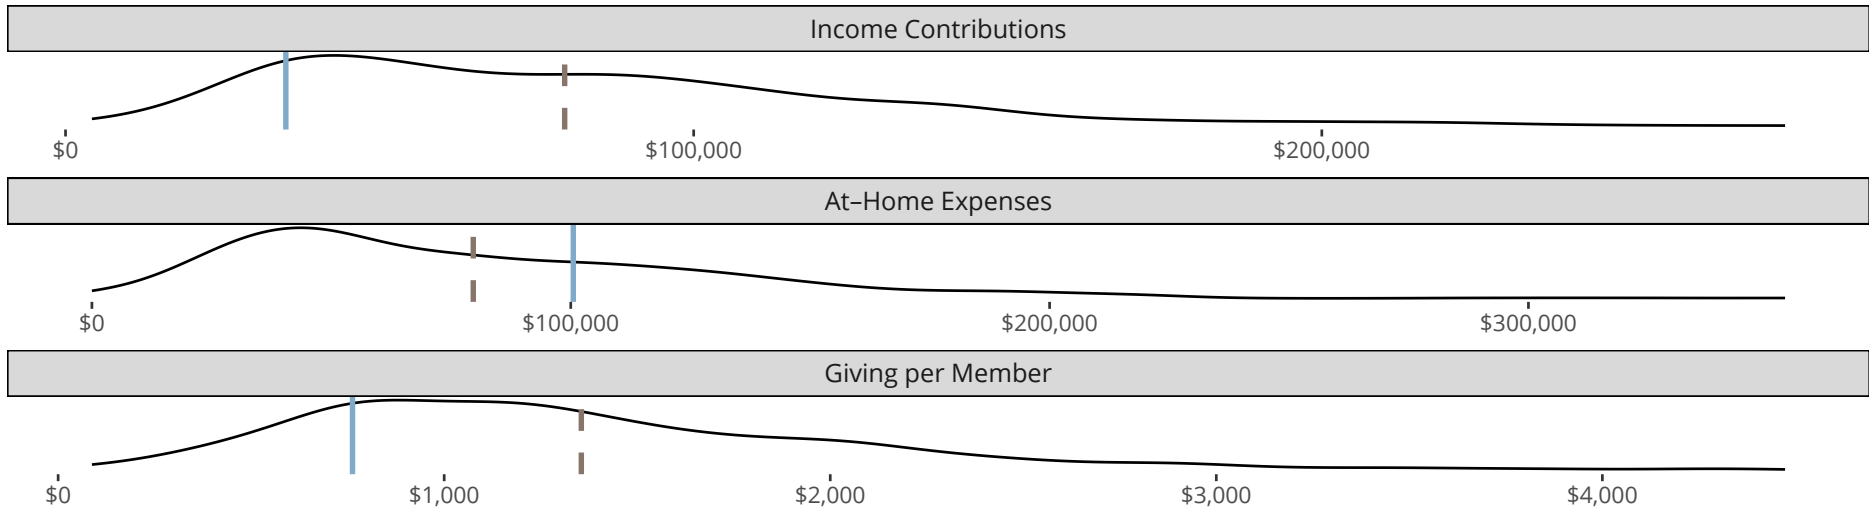 Income Contributions
$0 $100,000 $200,000
At–Home Expenses
$0 $100,000 $200,000 $300,000
Giving per Member
$0 $1,000 $2,000 $3,000 $4,000